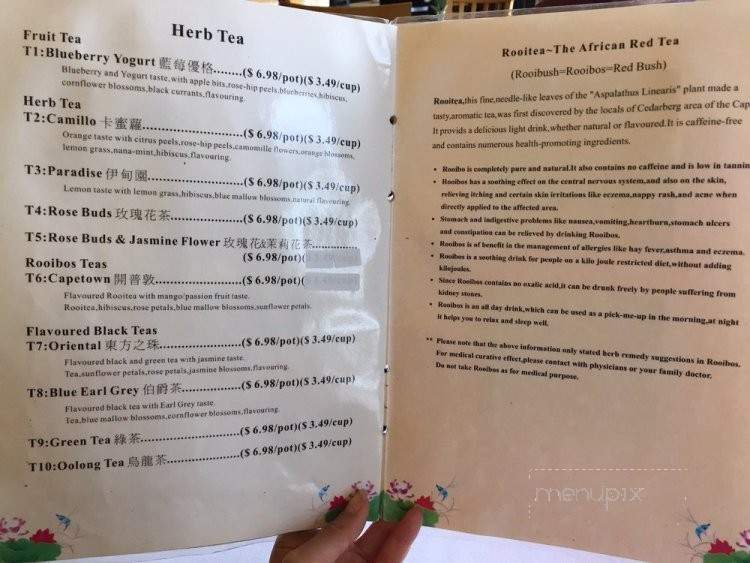 Herb Tea
Fruit Tea
T1:Blueberry Yogurt 藍莓優格........($ 6.98/pot)($ 3.49/cup)
Blueberry and Yogurt taste,with apple bits,rose-hip peels,blueberries,hibiscus,
cornflower blossoms,black currants,flavouring.
Herb Tea
T2:Camillo 卡蜜蘿..........................($ 6.98/pot)($ 3.49/cup)
Orange taste with citrus peels,rose-hip peels,camomille flowers,orange blossoms,
lemon grass,nana-mint,hibiscus,flavouring.
T3:Paradise 伊甸園.........................($ 6.98/pot)($ 3.49/cup)
Lemon taste with lemon grass,hibiscus,blue mallow blossoms,natural flavouring.
T4:Rose Buds 玫瑰花茶...................($ 6.98/pot)($ 3.49/cup)
T5:Rose Buds & Jasmine Flower 玫瑰花&茉莉花茶............
($ 6.98/pot)(
Rooibos Teas
T6:Capetown 開普敦......................($ 6.98/pot)(
Flavoured Rooitea with mango/passion fruit taste.
Rooitea,hibiscus,rose petals,blue mallow blossoms,sunflower petals.
Flavoured Black Teas
T7:Oriental 東方之珠.....................($ 6.98/pot)($ 3.49/cup)
Flavoured black and green tea with jasmine taste.
Tea,sunflower petals,rose petals,jasmine blossoms,flavouring.
T8:Blue Earl Grey 伯爵茶...............($ 6.98/pot)($ 3.49/cup)
Flavoured black tea with Earl Grey taste.
Tea,blue mallow blossoms,cornflower blossoms,flavouring.
T9:Green Tea 綠茶.........................($ 6.98/pot)($ 3.49/cup)
T10:Oolong Tea 烏龍茶...................($ 6.98/pot)($ 3.49/cup)
Rooitea~The African Red Tea
(Rooibush=Rooibos=Red Bush)
Rooitea,this fine,needle-like leaves of the "Aspalathus Linearis" plant made a
tasty,aromatic tea,was first discovered by the locals of Cedarberg area of the Cap
It provides a delicious light drink,whether natural or flavoured.It is caffeine-free
and contains numerous health-promoting ingredients.
• Rooibo is completely pure and natural.It also contains no caffeine and is low in tannin
• Rooibos has a soothing effect on the central nervous system,and also on the skin,
relieving itching and certain skin irritations like eczema,nappy rash,and acne when
directly applied to the affected area.
• Stomach and indigestive problems like nausea,vomiting,heartburn,stomach ulcers
and constipation can be relieved by drinking Rooibos.
• Rooibos is of benefit in the management of allergies like hay fever,asthma and eczema.
• Rooibos is a soothing drink for people on a kilo joule restricted diet,without adding
kilojoules.
• Since Rooibos contains no oxalic acid,it can be drunk freely by people suffering from
kidney stones.
• Rooibos is an all day drink,which can be used as a pick-me-up in the morning,at night
it helps you to relax and sleep well.
** Please note that the above information only stated herb remedy suggestions in Rooibos.
For medical curative effect,please contact with physicians or your family doctor.
Do not take Rooibos as for medical purpose.
menupix